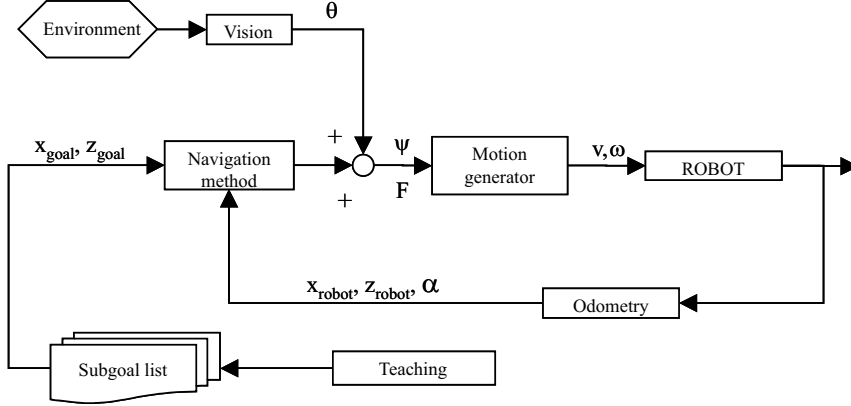 θ
Environment
Vision
+
x_goal, z_goal
Navigation
method
ψ
F
Motion
generator
v,ω
ROBOT
+
x_robot, z_robot, α
Odometry
Subgoal list
Teaching